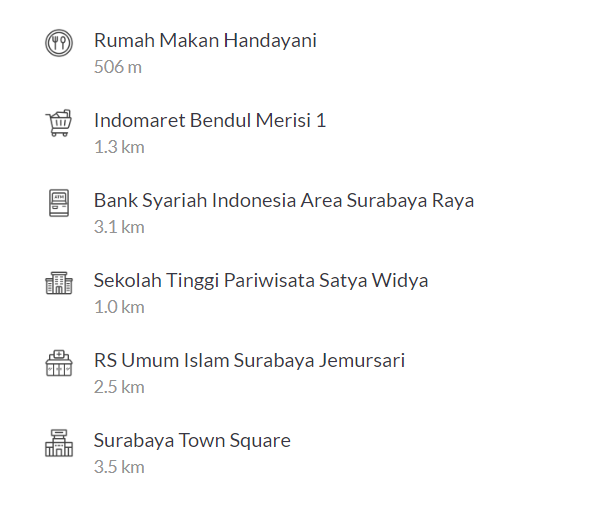 Rumah Makan Handayani
506 m
Indomaret Bendul Merisi 1
1.3 km
Bank Syariah Indonesia Area Surabaya Raya
3.1 km
Sekolah Tinggi Pariwisata Satya Widya
1.0 km
RS Umum Islam Surabaya Jemursari
2.5 km
Surabaya Town Square
3.5 km